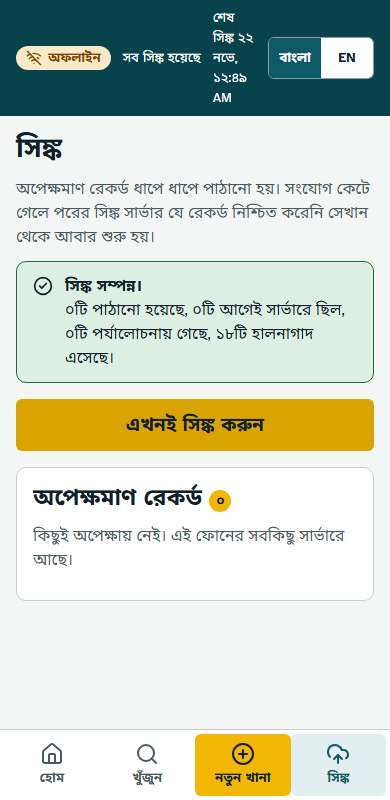 অফলাইন
সব সিঙ্ক হয়েছে
শেষ
সিঙ্ক ২২
নভে,
১২:৪৯
AM
বাংলা
EN
সিঙ্ক
অপেক্ষমাণ রেকর্ড ধাপে ধাপে পাঠানো হয়। সংযোগ কেটে
গেলে পরের সিঙ্ক সার্ভার যে রেকর্ড নিশ্চিত করেনি সেখান
থেকে আবার শুরু হয়।
সিঙ্ক সম্পন্ন।
০টি পাঠানো হয়েছে, ০টি আগেই সার্ভারে ছিল,
০টি পর্যালোচনায় গেছে, ১৮টি হালনাগাদ
এসেছে।
এখনই সিঙ্ক করুন
অপেক্ষমাণ রেকর্ড ০
কিছুই অপেক্ষায় নেই। এই ফোনের সবকিছু সার্ভারে
আছে।
হোম
খুঁজুন
নতুন খানা
সিঙ্ক